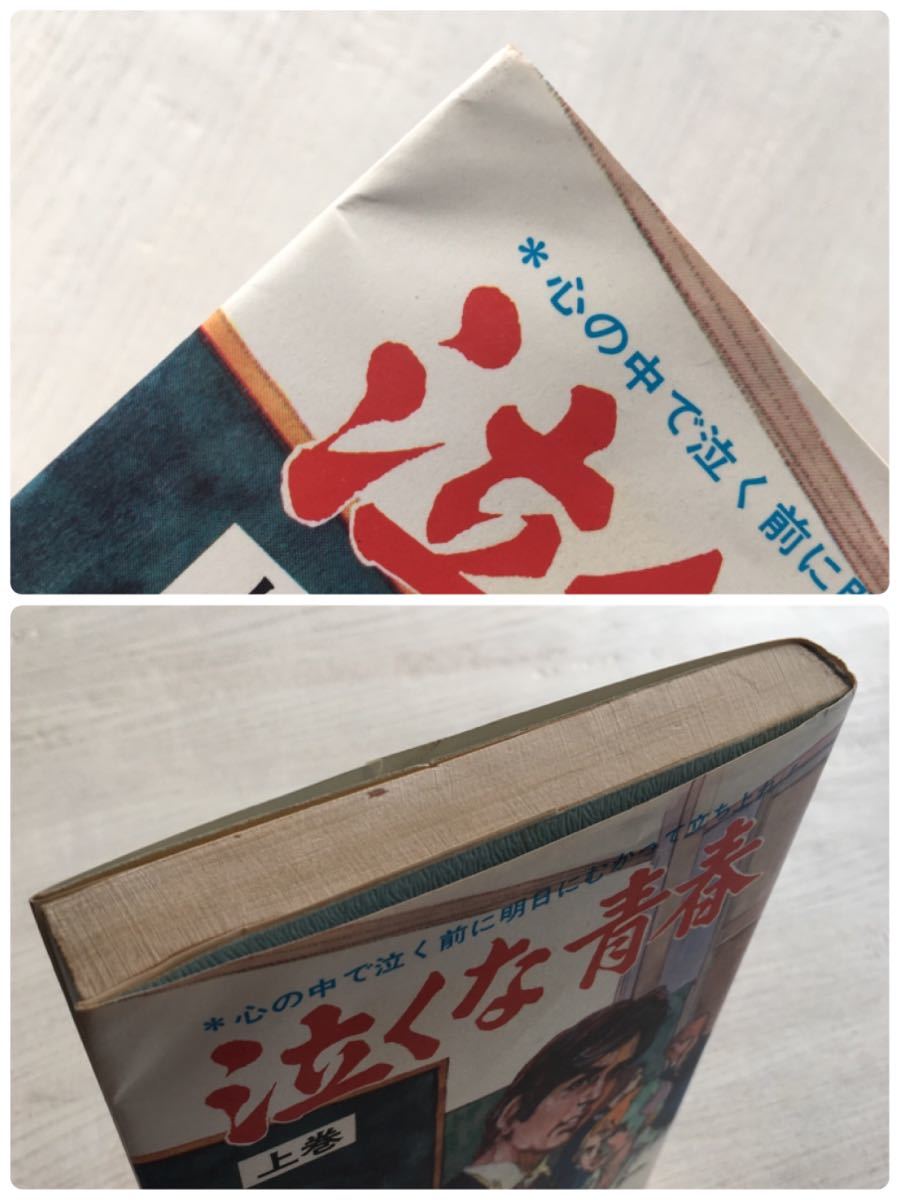 *心の中で泣く前に
泣
*心の中で泣く前に明日にむかって立ち上れ
泣くな青春
上巻